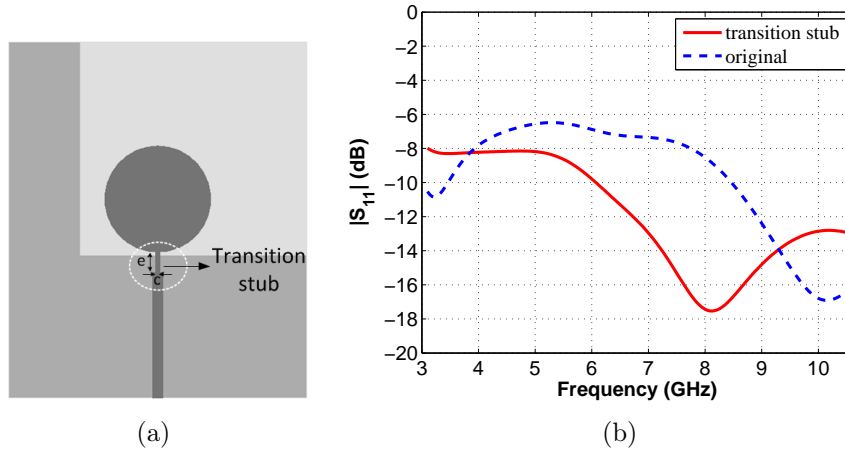 e
c
Transition
stub
(a)
0
−2
−4
−6
−8
−10
−12
−14
−16
−18
−20
|S11| (dB)
transition stub
original
3 4 5 6 7 8 9 10
Frequency (GHz)
(b)